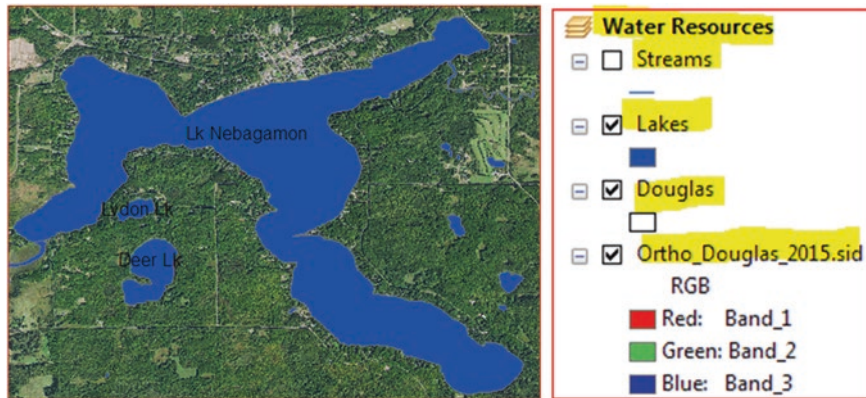 Lk Nebagamon
Lydon Lk
Deer Lk
Water Resources
Streams
Lakes
Douglas
Ortho_Douglas_2015.sid
RGB
Red: Band_1
Green: Band_2
Blue: Band_3